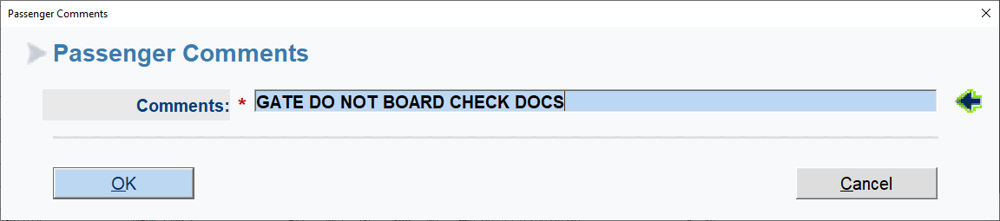 Passenger Comments
Passenger Comments
Comments: * GATE DO NOT BOARD CHECK DOCS
OK Cancel